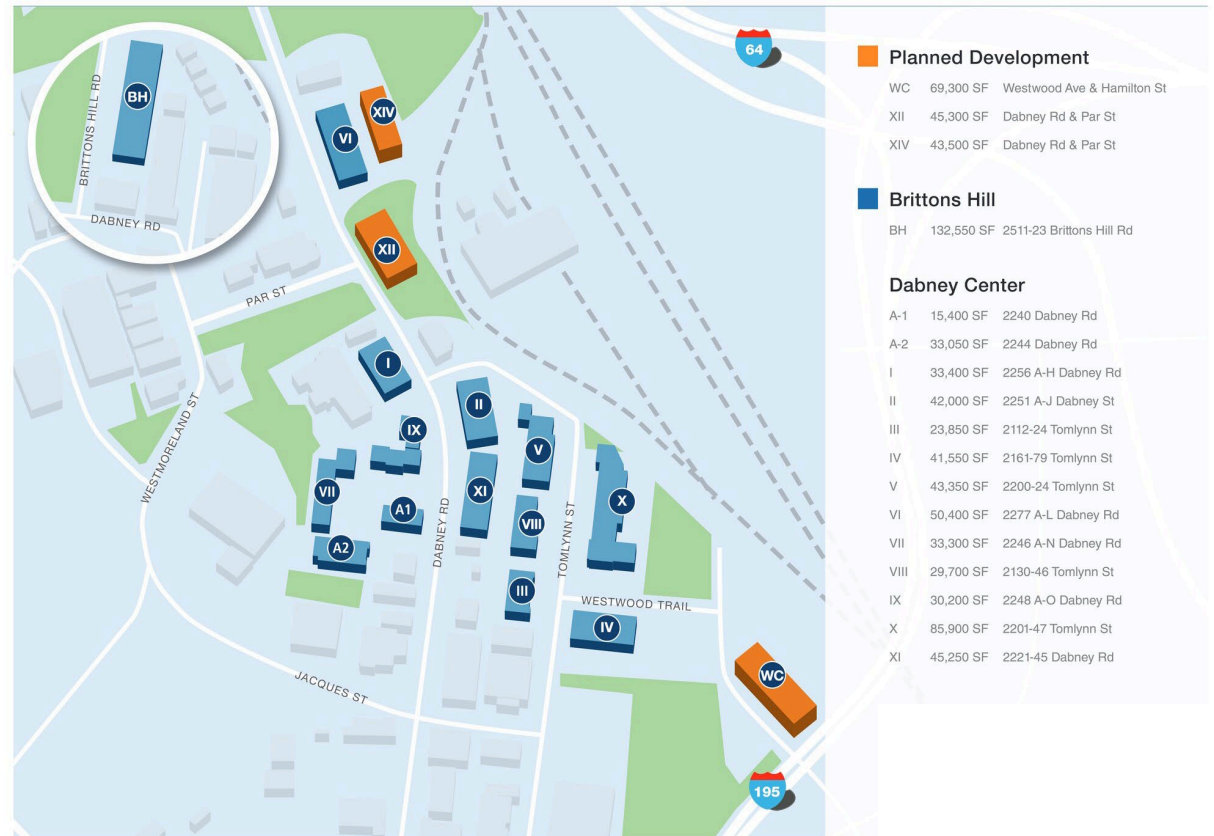 64
BH
BRITTONS HILL RD
DABNEY RD
VI
XIV
XII
PAR ST
I
II
IX
V
VII
XI
X
A1
VIII
A2
WESTMORELAND ST
DABNEY RD
TOMLYNN ST
III
WESTWOOD TRAIL
IV
WC
JACQUES ST
195
Planned Development
WC 69,300 SF Westwood Ave & Hamilton St
XII 45,300 SF Dabney Rd & Par St
XIV 43,500 SF Dabney Rd & Par St
Brittons Hill
BH 132,550 SF 2511-23 Brittons Hill Rd
Dabney Center
A-1 15,400 SF 2240 Dabney Rd
A-2 33,050 SF 2244 Dabney Rd
I 33,400 SF 2256 A-H Dabney Rd
II 42,000 SF 2251 A-J Dabney St
III 23,850 SF 2112-24 Tomlynn St
IV 41,550 SF 2161-79 Tomlynn St
V 43,350 SF 2200-24 Tomlynn St
VI 50,400 SF 2277 A-L Dabney Rd
VII 33,300 SF 2246 A-N Dabney Rd
VIII 29,700 SF 2130-46 Tomlynn St
IX 30,200 SF 2248 A-O Dabney Rd
X 85,900 SF 2201-47 Tomlynn St
XI 45,250 SF 2221-45 Dabney Rd